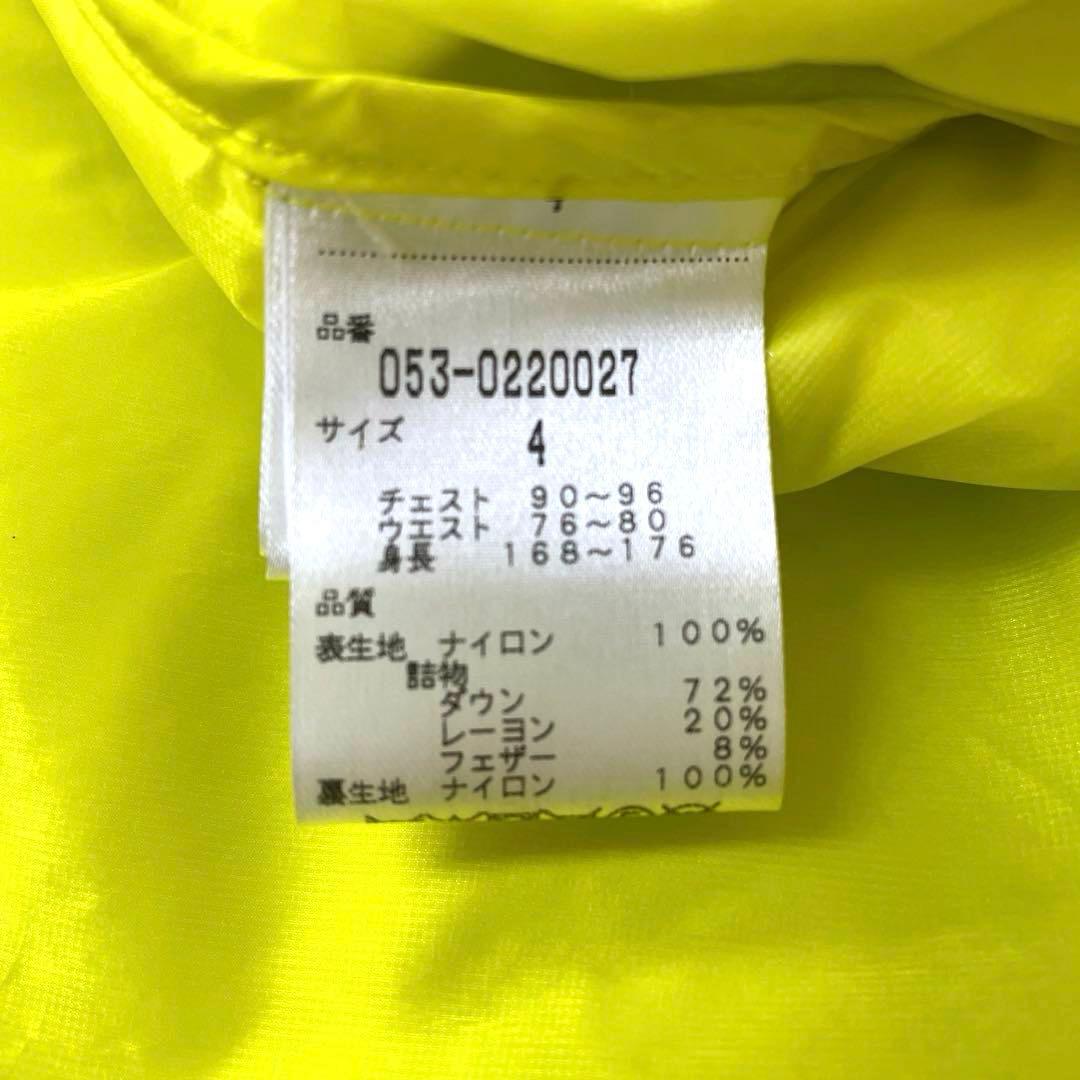 品番
053-0220027
サイズ 4
チェスト 90～96
ウエスト 76～80
身長 168～176
品質
表生地 ナイロン 100%
詰物
ダウン 72%
レーヨン 20%
フェザー 8%
裏生地 ナイロン 100%